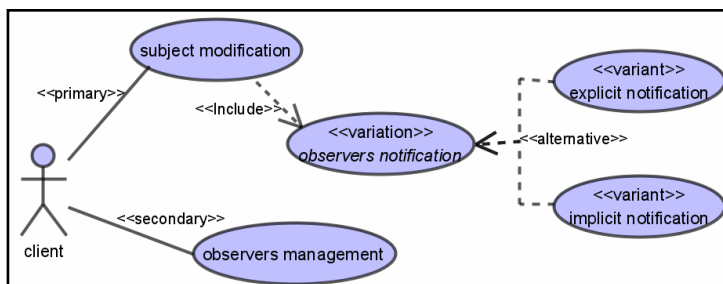 subject modification
<<primary>>
<<Include>>
<<variation>>
observers notification
<<variant>>
explicit notification
<<alternative>>
<<variant>>
implicit notification
<<secondary>>
client
observers management